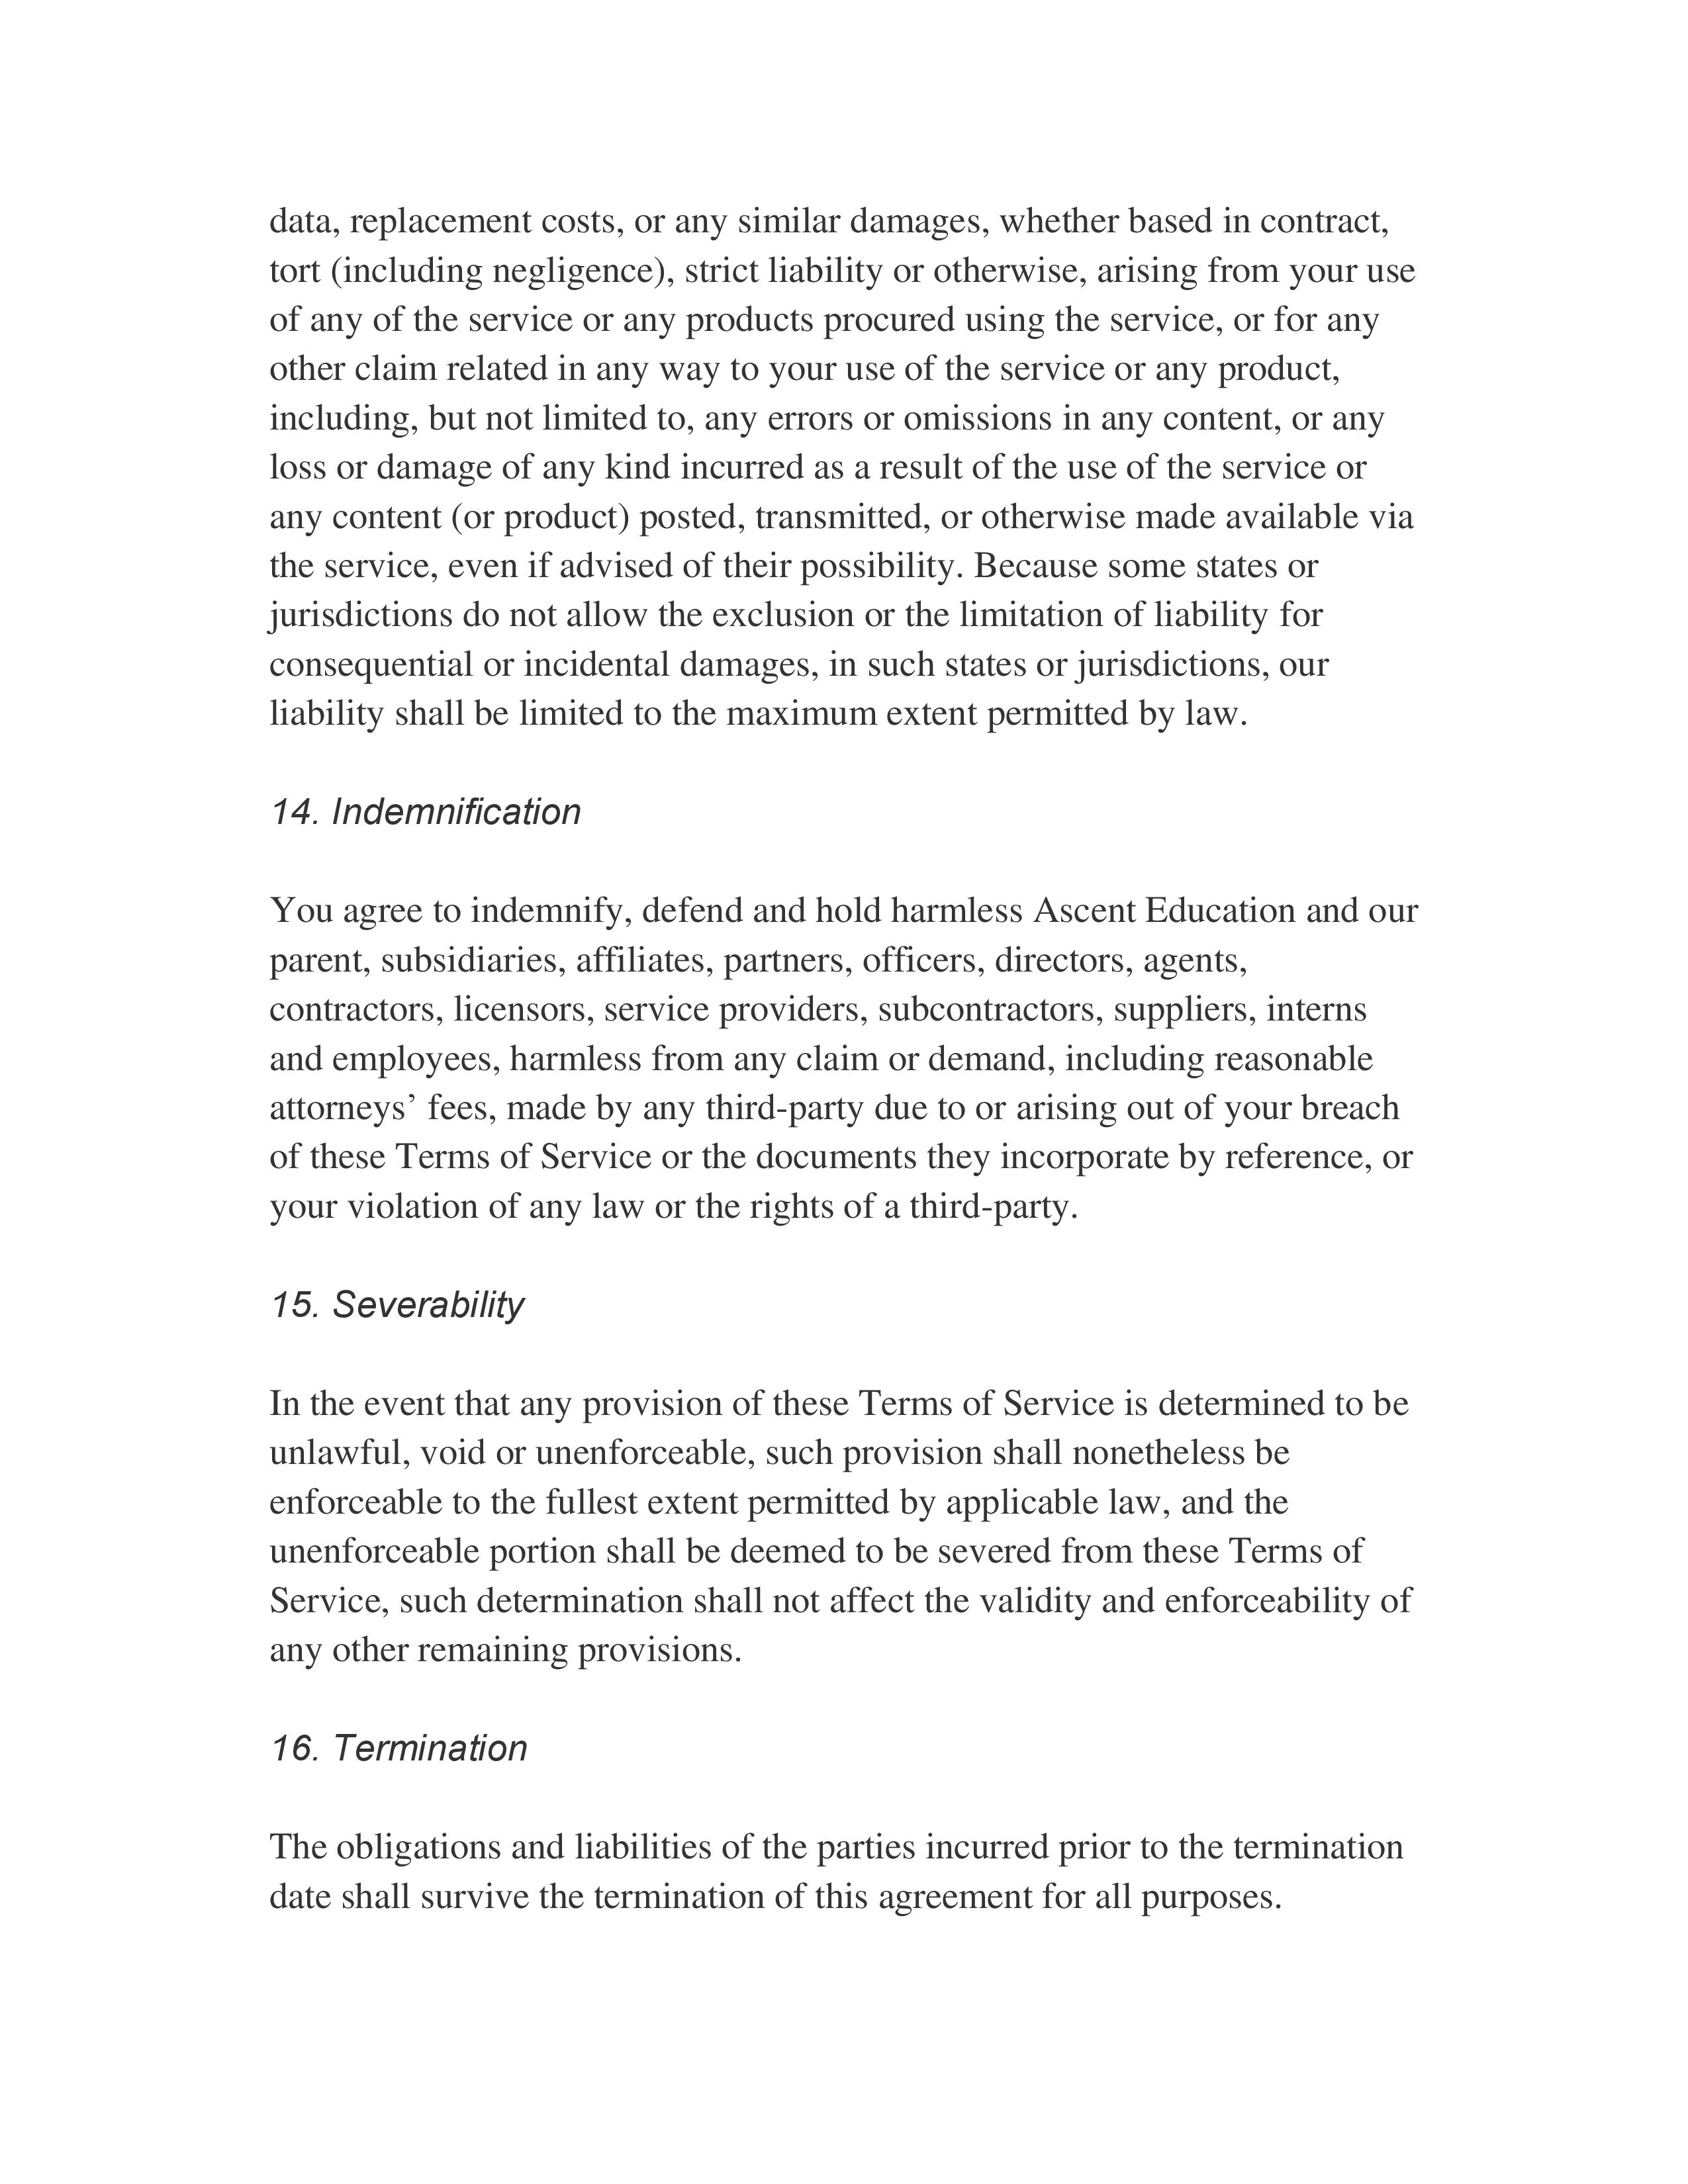 data, replacement costs, or any similar damages, whether based in contract,
tort (including negligence), strict liability or otherwise, arising from your use
of any of the service or any products procured using the service, or for any
other claim related in any way to your use of the service or any product,
including, but not limited to, any errors or omissions in any content, or any
loss or damage of any kind incurred as a result of the use of the service or
any content (or product) posted, transmitted, or otherwise made available via
the service, even if advised of their possibility. Because some states or
jurisdictions do not allow the exclusion or the limitation of liability for
consequential or incidental damages, in such states or jurisdictions, our
liability shall be limited to the maximum extent permitted by law.
14. Indemnification
You agree to indemnify, defend and hold harmless Ascent Education and our
parent, subsidiaries, affiliates, partners, officers, directors, agents,
contractors, licensors, service providers, subcontractors, suppliers, interns
and employees, harmless from any claim or demand, including reasonable
attorneys’ fees, made by any third-party due to or arising out of your breach
of these Terms of Service or the documents they incorporate by reference, or
your violation of any law or the rights of a third-party.
15. Severability
In the event that any provision of these Terms of Service is determined to be
unlawful, void or unenforceable, such provision shall nonetheless be
enforceable to the fullest extent permitted by applicable law, and the
unenforceable portion shall be deemed to be severed from these Terms of
Service, such determination shall not affect the validity and enforceability of
any other remaining provisions.
16. Termination
The obligations and liabilities of the parties incurred prior to the termination
date shall survive the termination of this agreement for all purposes.